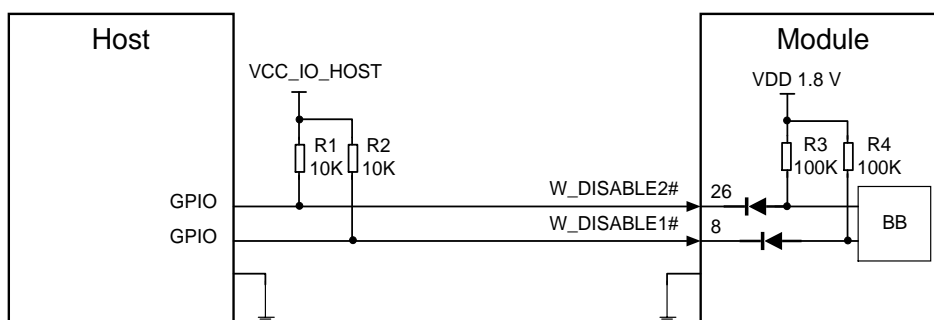 Host
Module
VCC_IO_HOST
VDD 1.8 V
R1
10K
R2
10K
R3
100K
R4
100K
GPIO
W_DISABLE2#
26
BB
GPIO
W_DISABLE1#
8